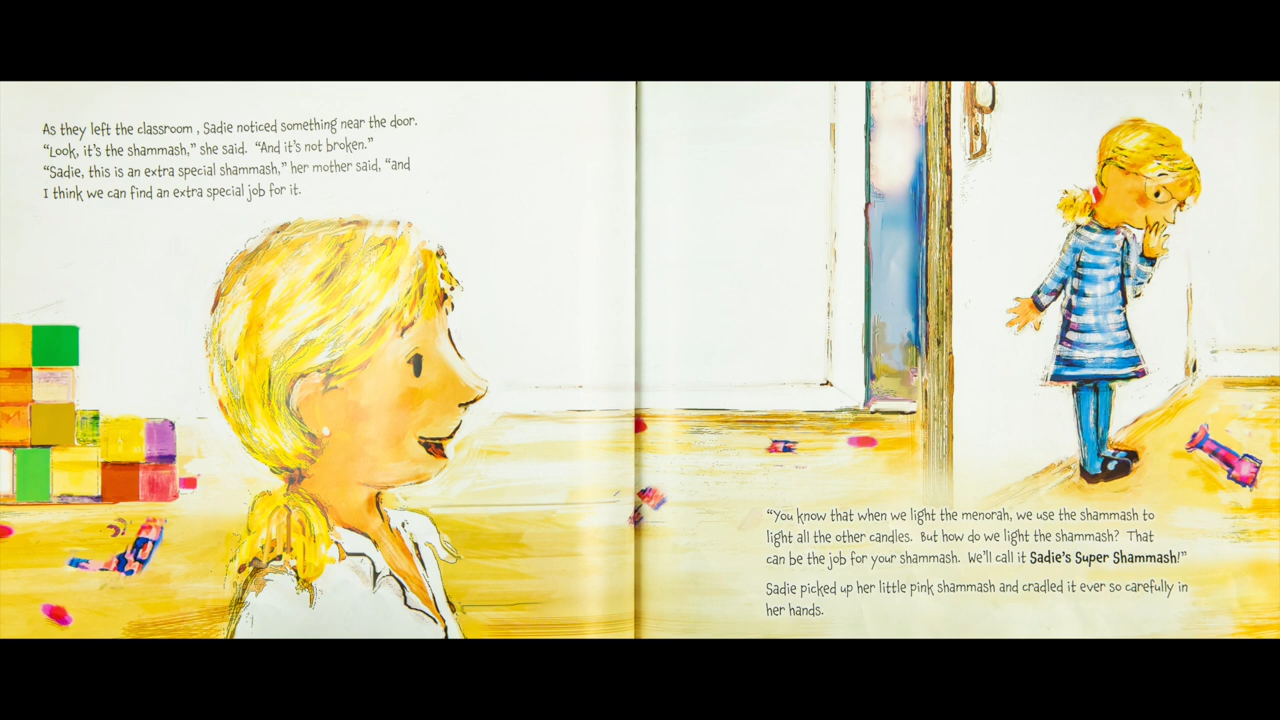 As they left the classroom , Sadie noticed something near the door.
“Look, it’s the shammash,” she said.  “And it’s not broken.”
“Sadie, this is an extra special shammash,” her mother said, “and
I think we can find an extra special job for it.
“You know that when we light the menorah, we use the shammash to
light all the other candles.  But how do we light the shammash?  That
can be the job for your shammash.  We’ll call it Sadie’s Super Shammash!”
Sadie picked up her little pink shammash and cradled it ever so carefully in
her hands.